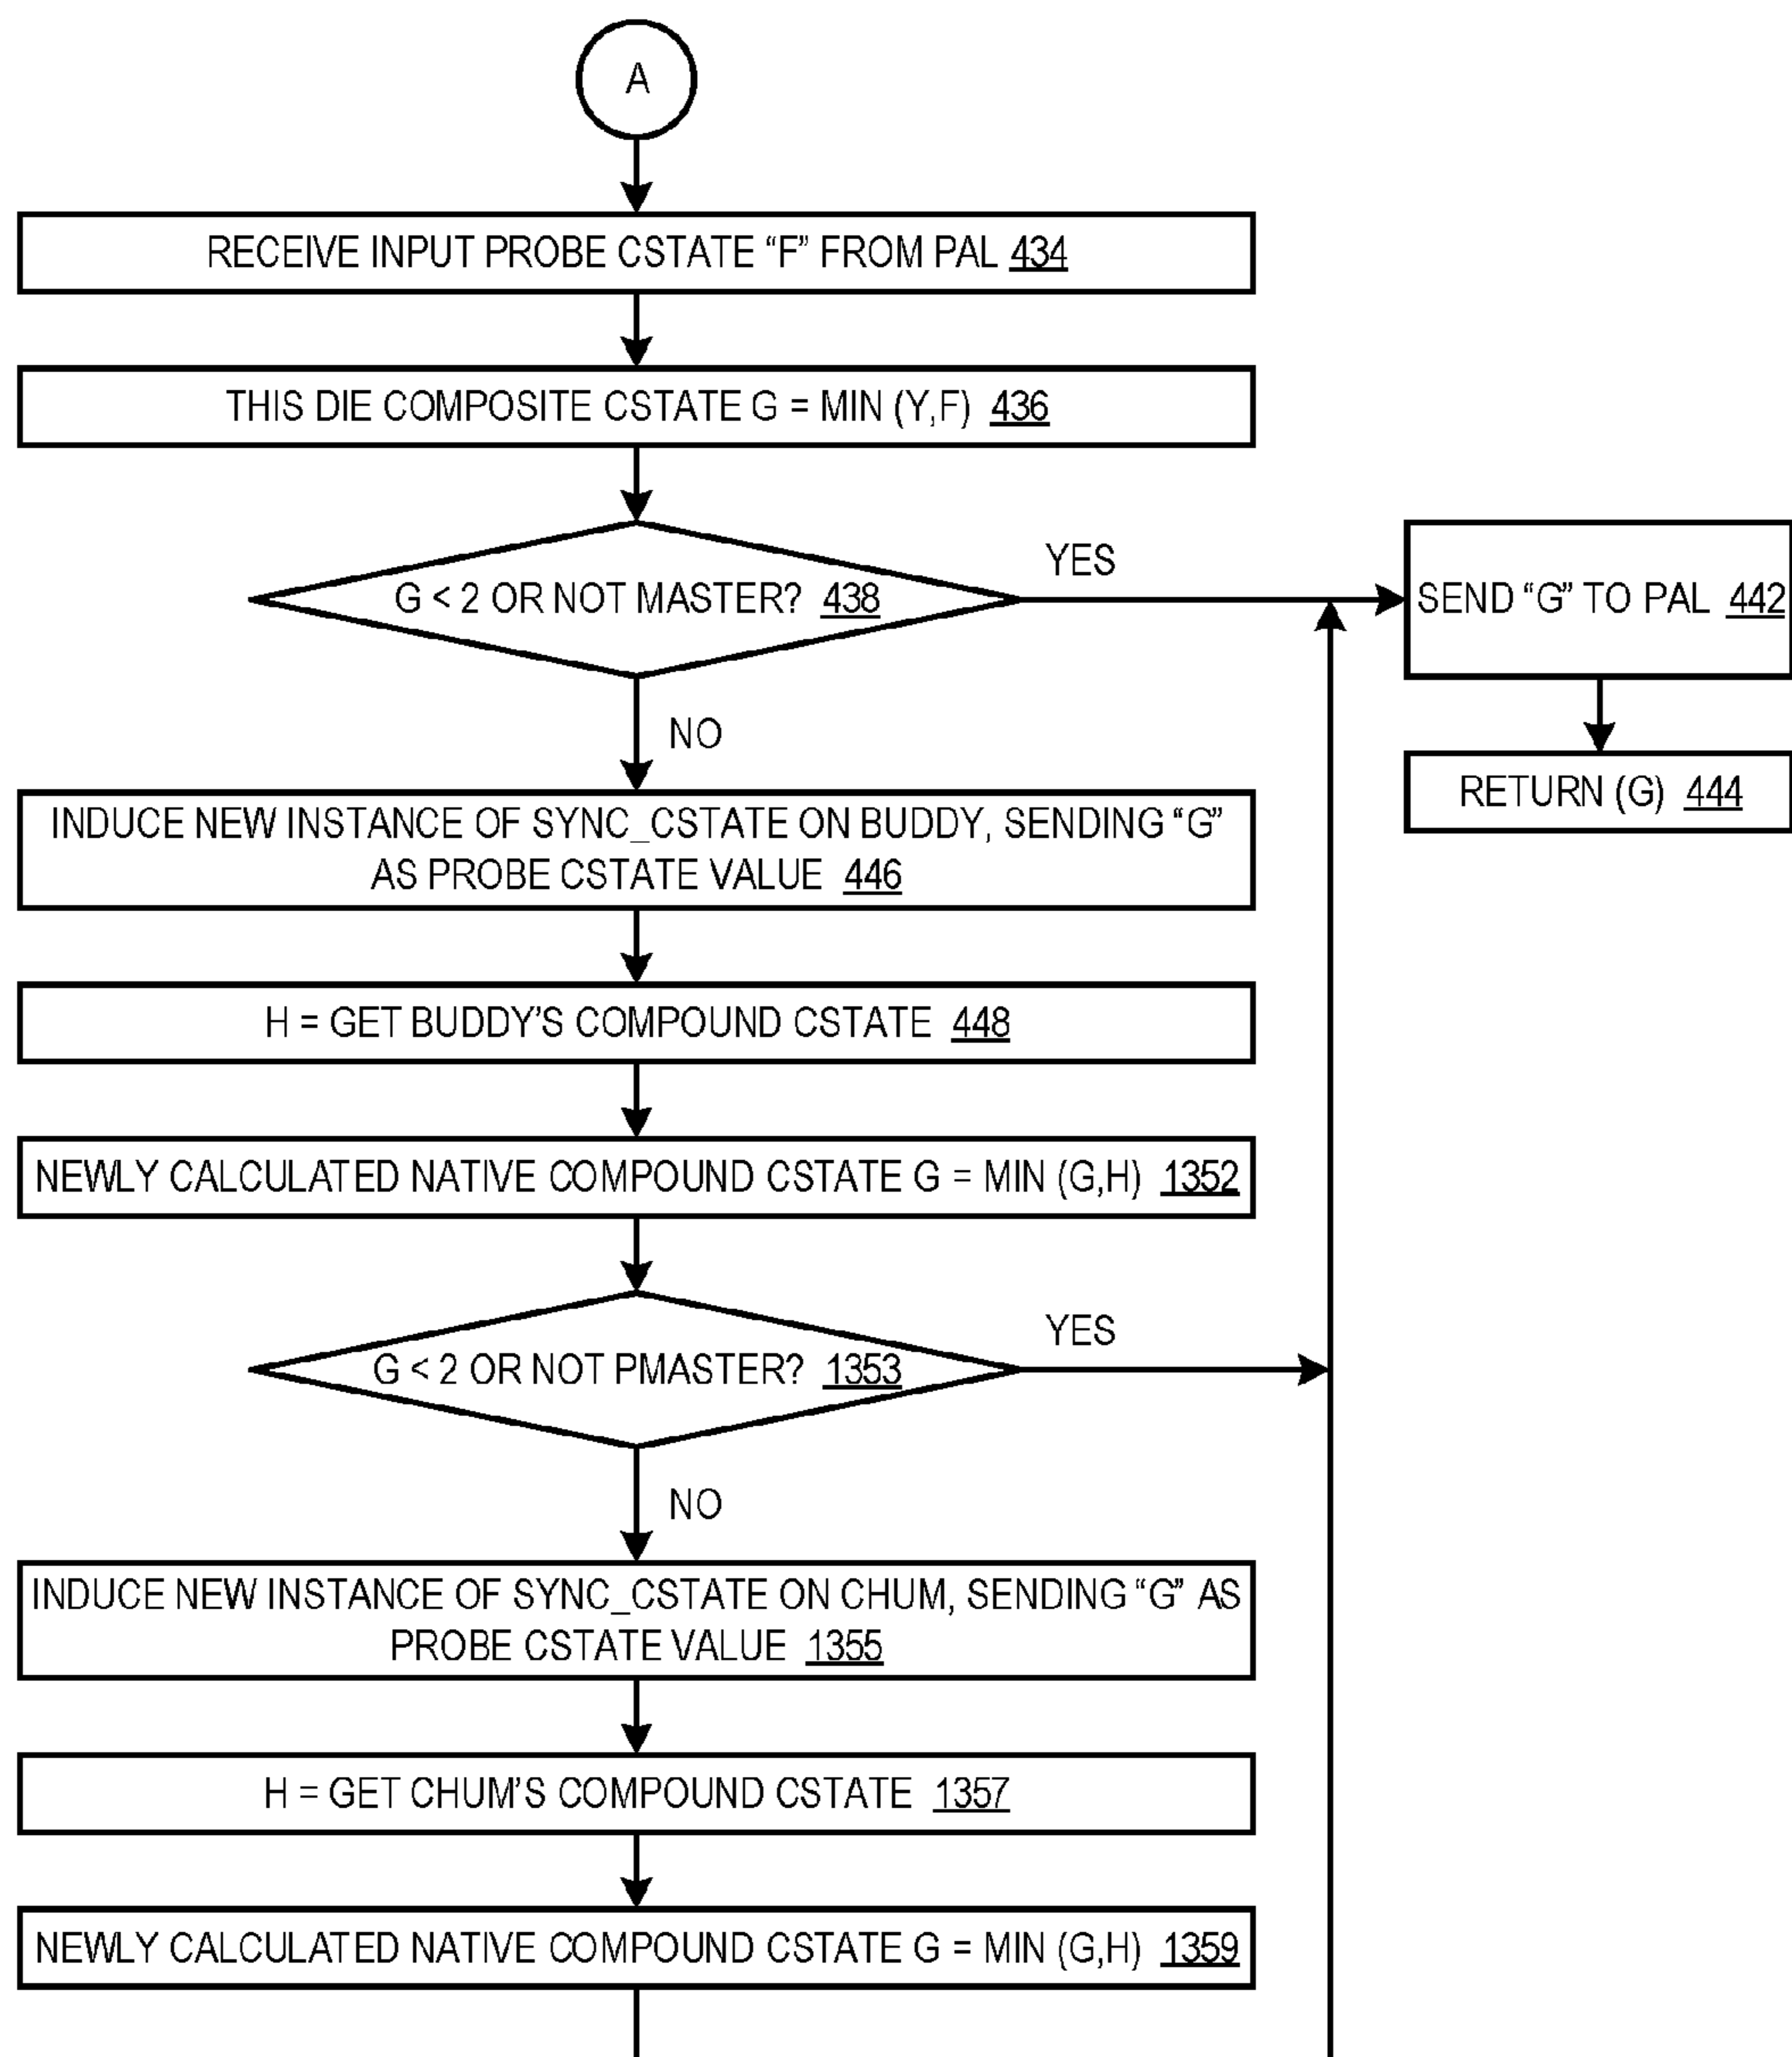 A
RECEIVE INPUT PROBE CSTATE “F” FROM PAL 434
THIS DIE COMPOSITE CSTATE G = MIN (Y,F) 436
G < 2 OR NOT MASTER? 438
YES
SEND “G” TO PAL 442
RETURN (G) 444
NO
INDUCE NEW INSTANCE OF SYNC_CSTATE ON BUDDY, SENDING “G”
AS PROBE CSTATE VALUE 446
H = GET BUDDY’S COMPOUND CSTATE 448
NEWLY CALCULATED NATIVE COMPOUND CSTATE G = MIN (G,H) 1352
G < 2 OR NOT PMASTER? 1353
YES
NO
INDUCE NEW INSTANCE OF SYNC_CSTATE ON CHUM, SENDING “G” AS
PROBE CSTATE VALUE 1355
H = GET CHUM’S COMPOUND CSTATE 1357
NEWLY CALCULATED NATIVE COMPOUND CSTATE G = MIN (G,H) 1359